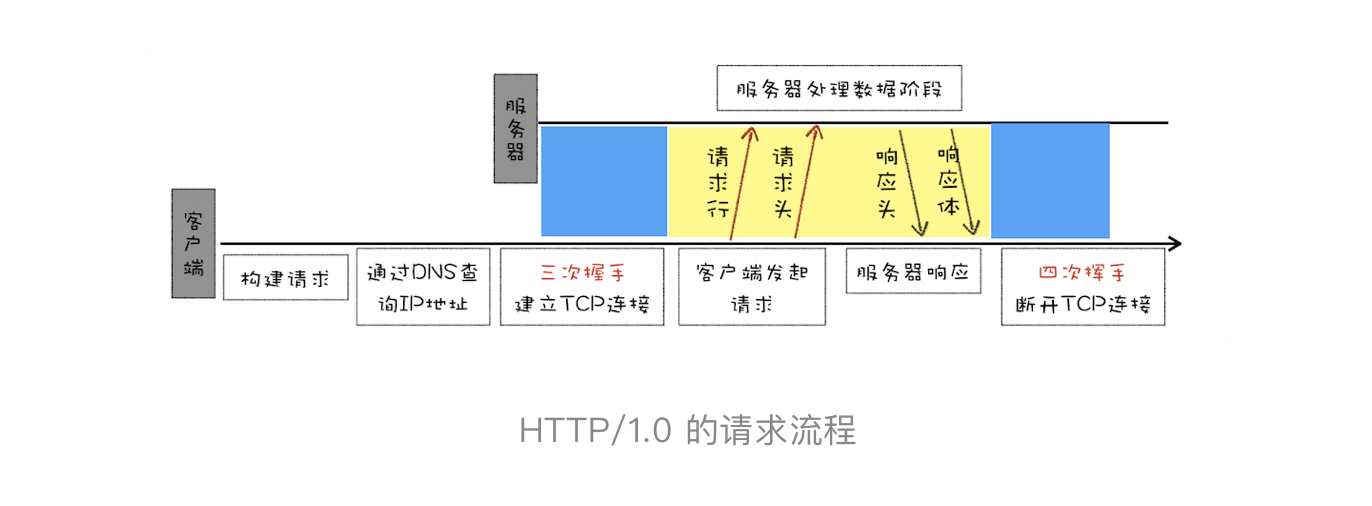 服务器处理数据阶段
服务器
请求行
请求头
响应头
响应体
客户端
构建请求
通过DNS查
询IP地址
三次握手
建立TCP连接
客户端发起
请求
服务器响应
四次挥手
断开TCP连接
HTTP/1.0 的请求流程